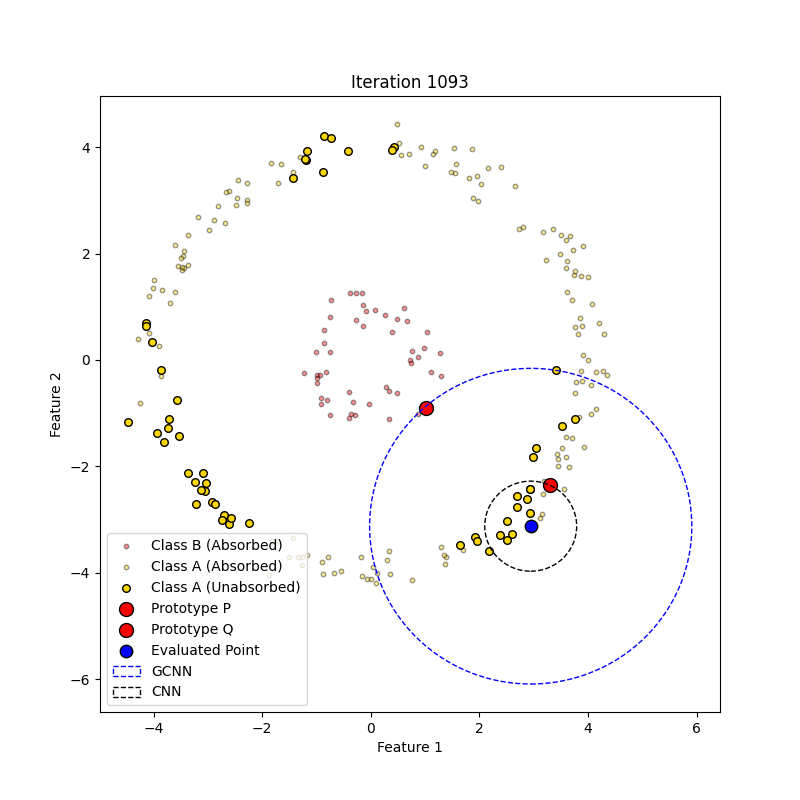 Iteration 1093
Feature 2
4
2
0
−2
−4
−6
Class B (Absorbed)
Class A (Absorbed)
Class A (Unabsorbed)
Prototype P
Prototype Q
Evaluated Point
GCNN
CNN
−4
−2
0
2
4
6
Feature 1